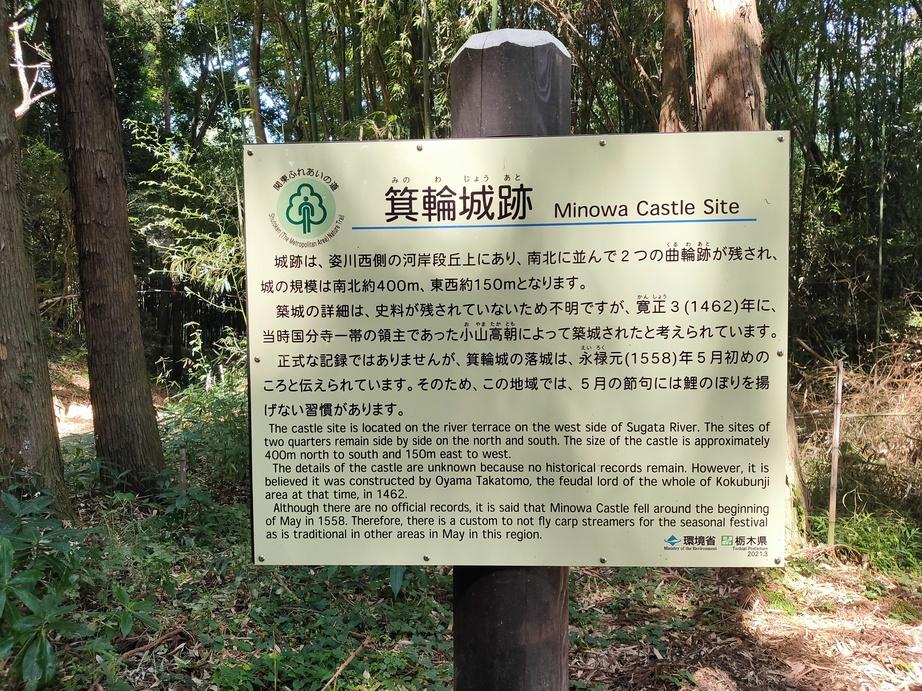 関東ふれあいの道
Shutoken (The Metropolitan Area) Nature Trail
みのわじょうあと
箕輪城跡 Minowa Castle Site
くるわあと
城跡は、姿川西側の河岸段丘上にあり、南北に並んで2つの曲輪跡が残され、
城の規模は南北約400m、東西約150mとなります。
かんしょう
築城の詳細は、史料が残されていないため不明ですが、寛正3(1462)年に、
おやまたかとも
当時国分寺一帯の領主であった小山高朝によって築城されたと考えられています。
えいろく
正式な記録ではありませんが、箕輪城の落城は、永禄元(1558)年5月初めの
ころと伝えられています。そのため、この地域では、5月の節句には鯉のぼりを揚
げない習慣があります。
The castle site is located on the river terrace on the west side of Sugata River. The sites of
two quarters remain side by side on the north and south. The size of the castle is approximately
400m north to south and 150m east to west.
The details of the castle are unknown because no historical records remain. However, it is
believed it was constructed by Oyama Takatomo, the feudal lord of the whole of Kokubunji
area at that time, in 1462.
Although there are no official records, it is said that Minowa Castle fell around the beginning
of May in 1558. Therefore, there is a custom to not fly carp streamers for the seasonal festival
as is traditional in other areas in May in this region.
環境省 栃木県
Ministry of the Environment Tochigi Prefecture
2021.3